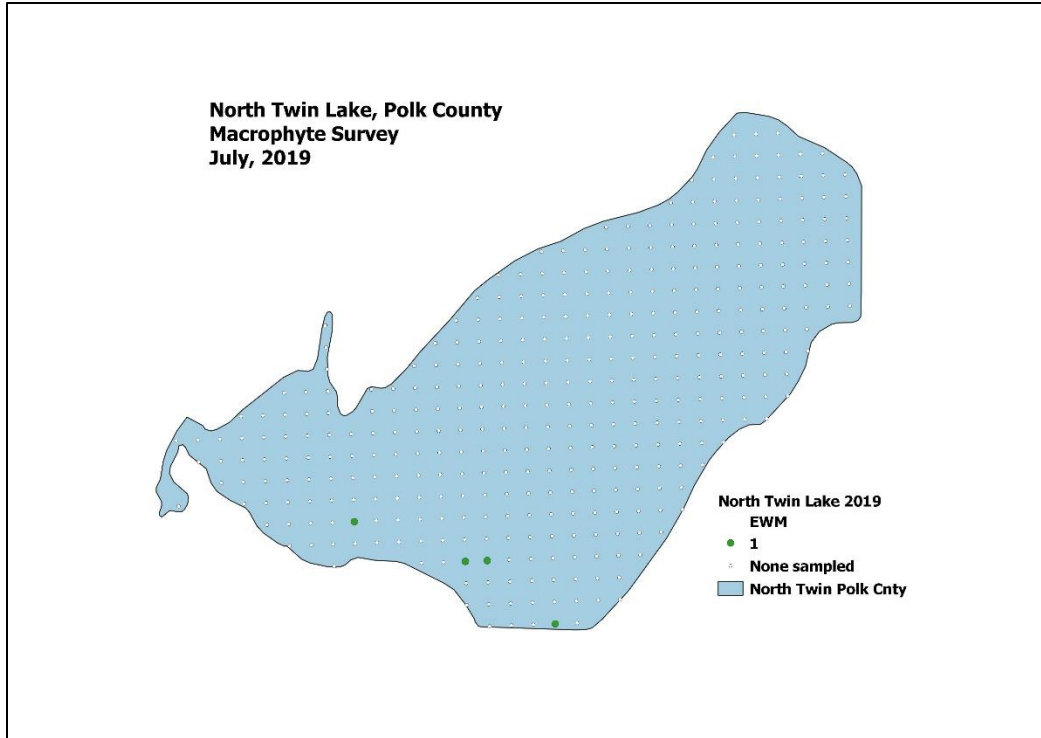 North Twin Lake, Polk County
Macrophyte Survey
July, 2019
North Twin Lake 2019
EWM
1
None sampled
North Twin Polk Cnty